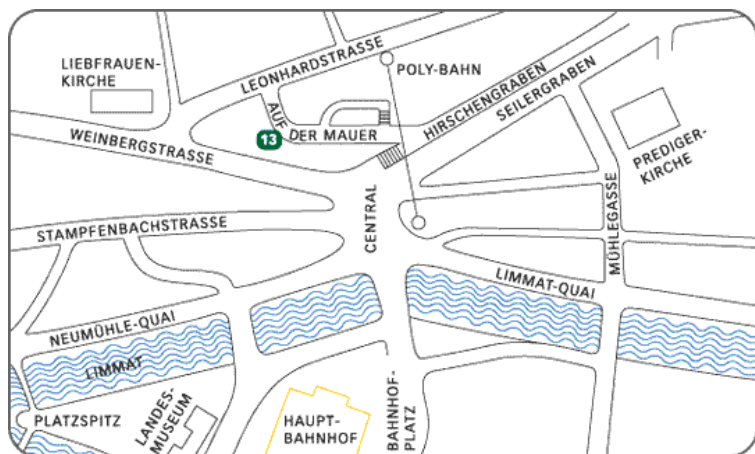 LIEBFRAUEN-
KIRCHE
LEONHARDSTRASSE
POLY-BAHN
AUF
DER MAUER
13
HIRSCHENGRABEN
SEILERGRABEN
WEINBERGSTRASSE
PREDIGER-
KIRCHE
STAMPFENBACHSTRASSE
CENTRAL
MÜHLEGASSE
LIMMAT-QUAI
NEUMÜHLE-QUAI
LIMMAT
PLATZSPITZ
LANDES-
MUSEUM
HAUPT-
BAHNHOF
BAHNHOF-
PLATZ